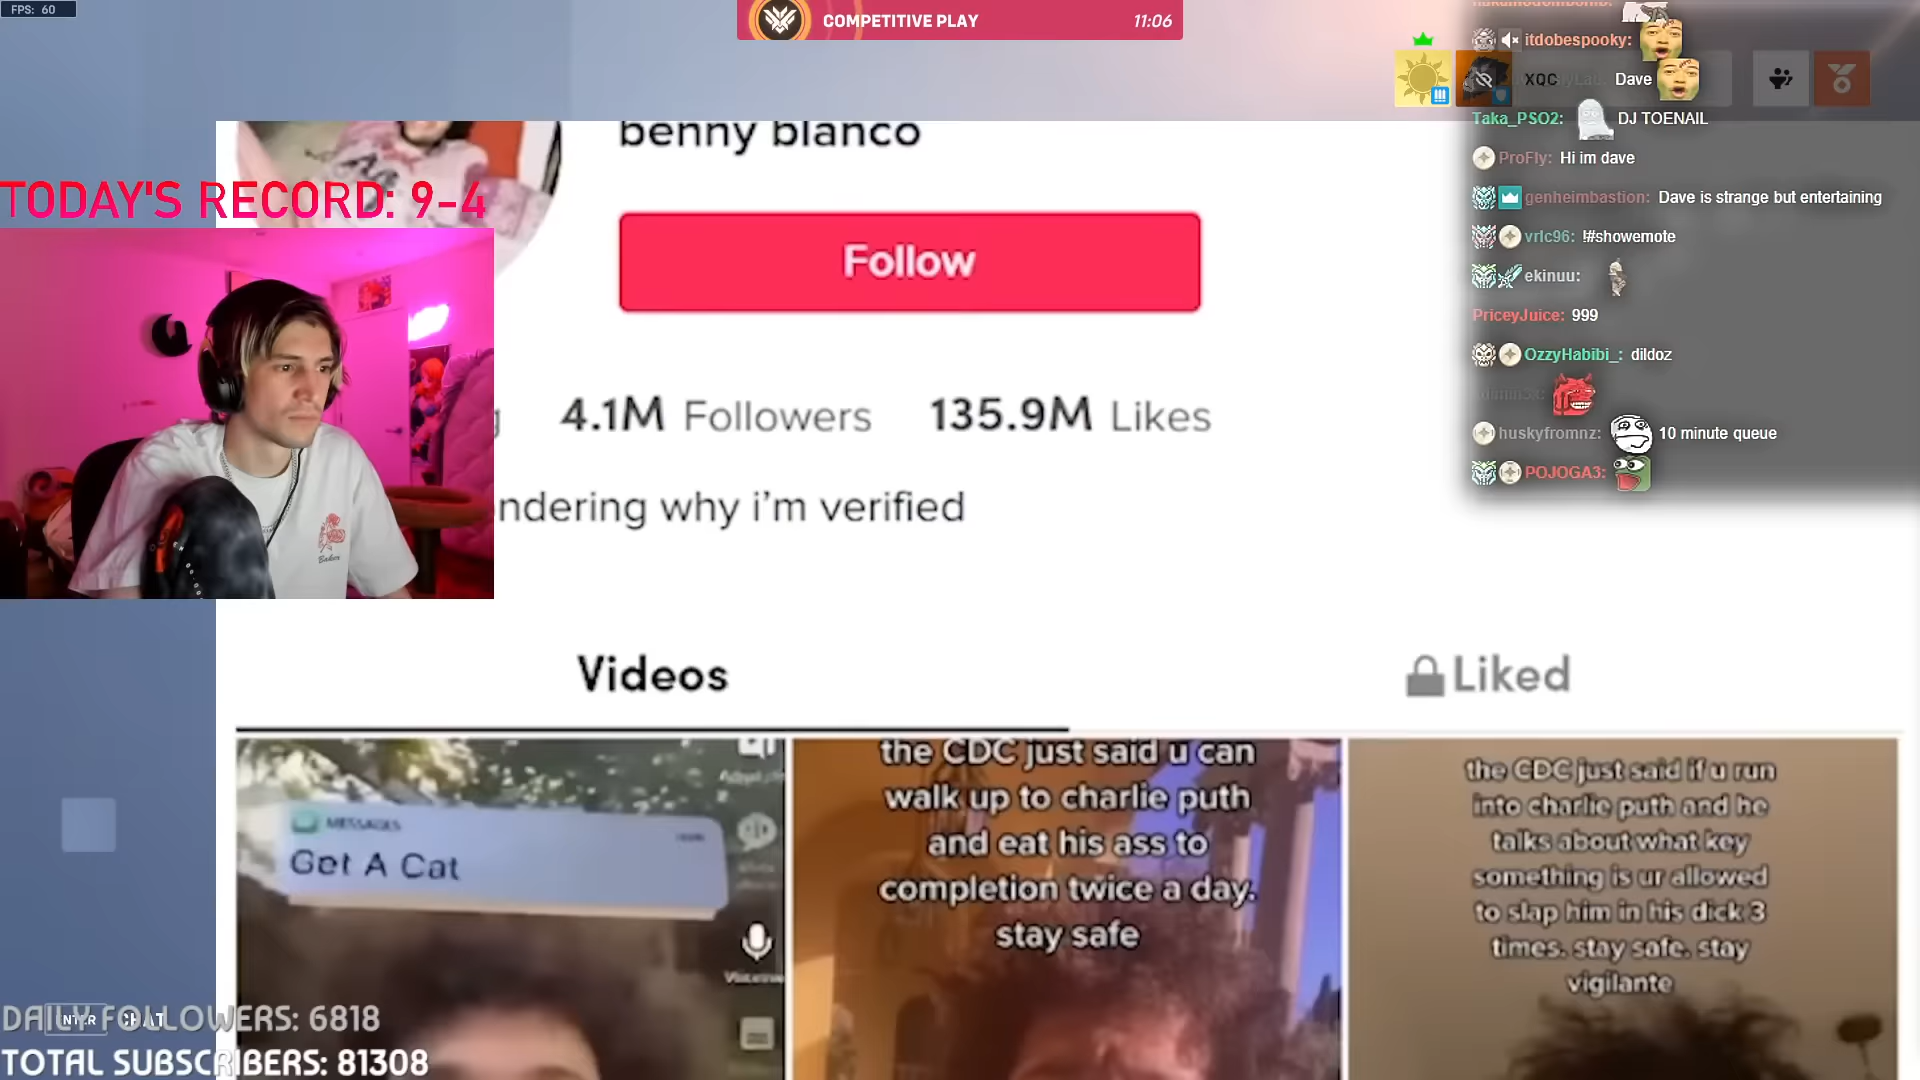 FPS: 60
COMPETITIVE PLAY 11:06
itdobespooky:
XQC
Dave
Taka_PSO2: DJ TOENAIL
ProFly: Hi im dave
genheimbastion: Dave is strange but entertaining
vrlc96: !#showemote
ekinuu:
PriceyJuice: 999
OzzyHabibi_: dildoz
huskyfromnz: 10 minute queue
POJOGA3:
benny blanco
TODAY'S RECORD: 9-4
Follow
4.1M Followers 135.9M Likes
ndering why i'm verified
Baker
Videos
Liked
MESSAGES
Get A Cat
the CDC just said u can
walk up to charlie puth
and eat his ass to
completion twice a day.
stay safe
the CDC just said if u run
into charlie puth and he
talks about what key
something is ur allowed
to slap him in his dick 3
times. stay safe. stay
vigilante
DAILY FOLLOWERS: 6818
ENTER CHAT
TOTAL SUBSCRIBERS: 81308